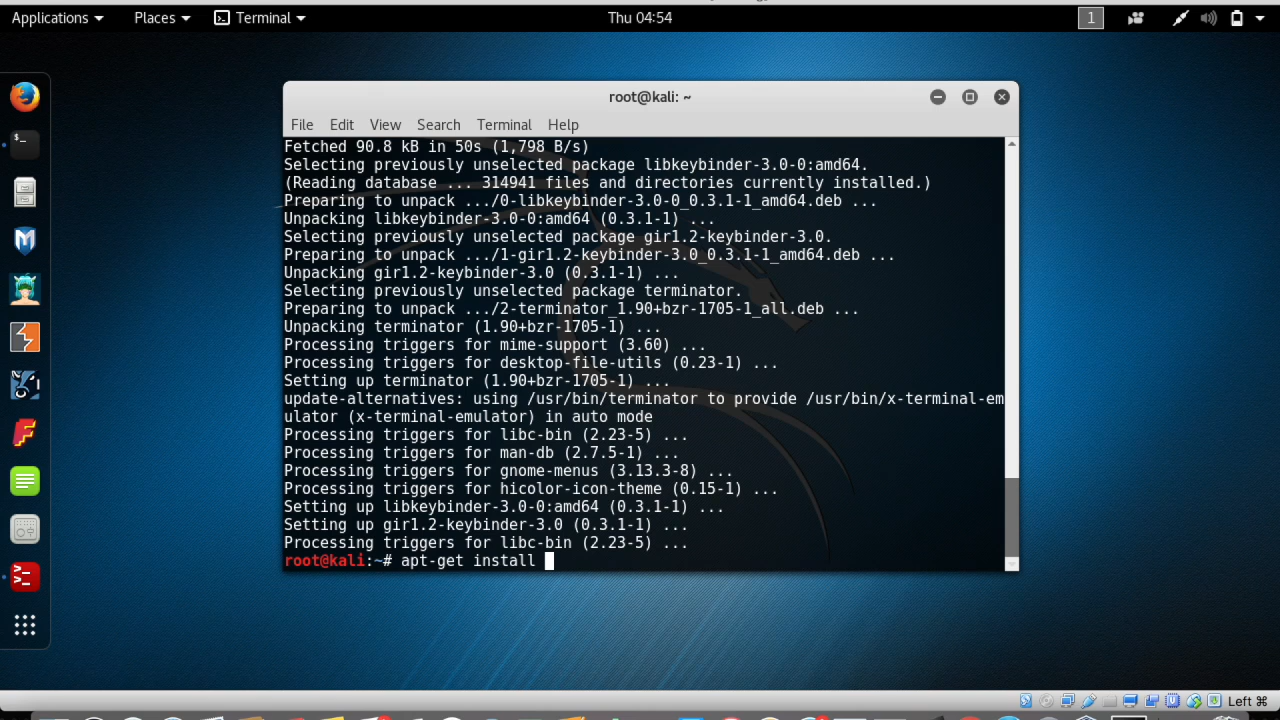 Applications Places Terminal Thu 04:54 1
root@kali: ~
File Edit View Search Terminal Help
Fetched 90.8 kB in 50s (1,798 B/s)
Selecting previously unselected package libkeybinder-3.0-0:amd64.
(Reading database ... 314941 files and directories currently installed.)
Preparing to unpack .../0-libkeybinder-3.0-0_0.3.1-1_amd64.deb ...
Unpacking libkeybinder-3.0-0:amd64 (0.3.1-1) ...
Selecting previously unselected package gir1.2-keybinder-3.0.
Preparing to unpack .../1-gir1.2-keybinder-3.0_0.3.1-1_amd64.deb ...
Unpacking gir1.2-keybinder-3.0 (0.3.1-1) ...
Selecting previously unselected package terminator.
Preparing to unpack .../2-terminator_1.90+bzr-1705-1_all.deb ...
Unpacking terminator (1.90+bzr-1705-1) ...
Processing triggers for mime-support (3.60) ...
Processing triggers for desktop-file-utils (0.23-1) ...
Setting up terminator (1.90+bzr-1705-1) ...
update-alternatives: using /usr/bin/terminator to provide /usr/bin/x-terminal-em
ulator (x-terminal-emulator) in auto mode
Processing triggers for libc-bin (2.23-5) ...
Processing triggers for man-db (2.7.5-1) ...
Processing triggers for gnome-menus (3.13.3-8) ...
Processing triggers for hicolor-icon-theme (0.15-1) ...
Setting up libkeybinder-3.0-0:amd64 (0.3.1-1) ...
Setting up gir1.2-keybinder-3.0 (0.3.1-1) ...
Processing triggers for libc-bin (2.23-5) ...
root@kali:~# apt-get install
Left ⌘